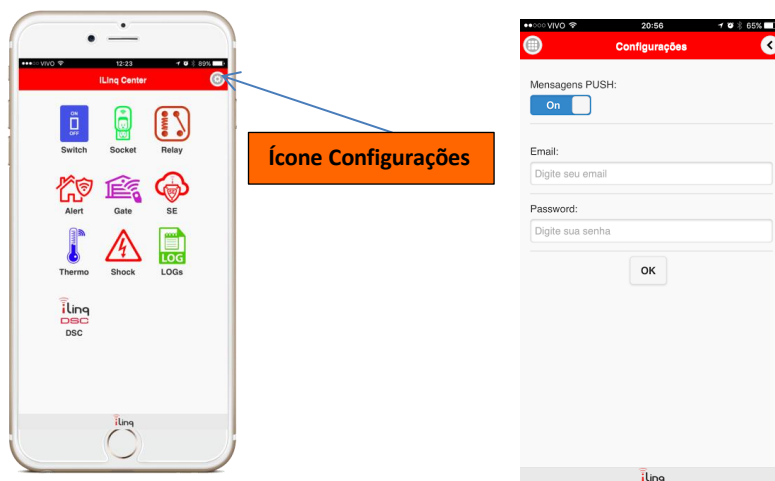 VIVO 12:23 89%
iLinq Center
ON
OFF
Switch Socket Relay
Alert Gate SE
LOG
Thermo Shock LOGs
iLinq
DSC
DSC
iLinq
Ícone Configurações
VIVO 20:56 65%
Configurações
Mensagens PUSH:
On
Email:
Digite seu email
Password:
Digite sua senha
OK
iLinq